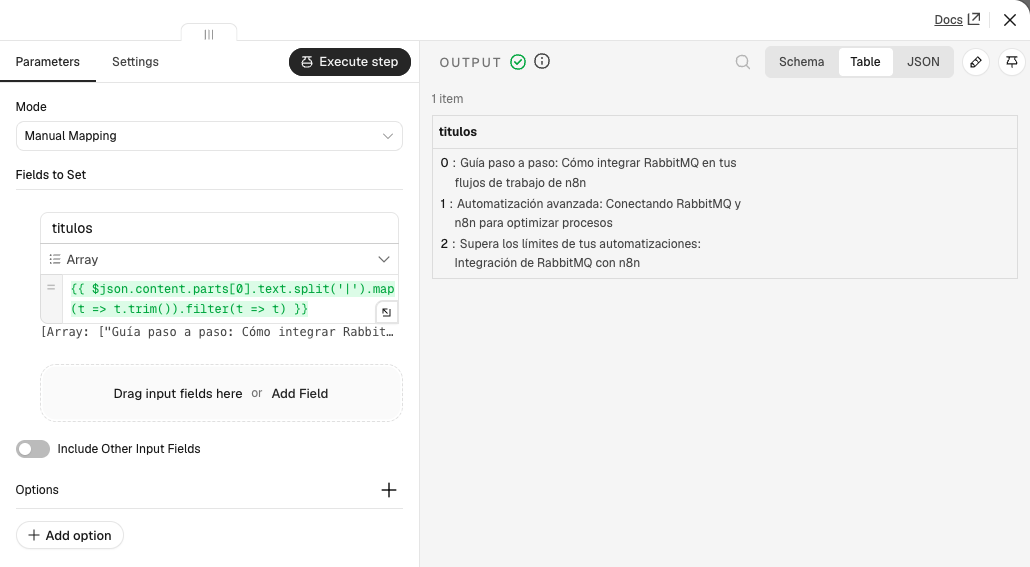 Docs
Parameters
Settings
Execute step
Mode
Manual Mapping
Fields to Set
titulos
Array
=
{{ $json.content.parts[0].text.split('|').map
(t => t.trim()).filter(t => t) }}
[Array: ["Guía paso a paso: Cómo integrar Rabbit…
Drag input fields here or Add Field
Include Other Input Fields
Options
Add option
OUTPUT
Schema
Table
JSON
1 item
titulos
0 : Guía paso a paso: Cómo integrar RabbitMQ en tus
flujos de trabajo de n8n
1 : Automatización avanzada: Conectando RabbitMQ y
n8n para optimizar procesos
2 : Supera los límites de tus automatizaciones:
Integración de RabbitMQ con n8n